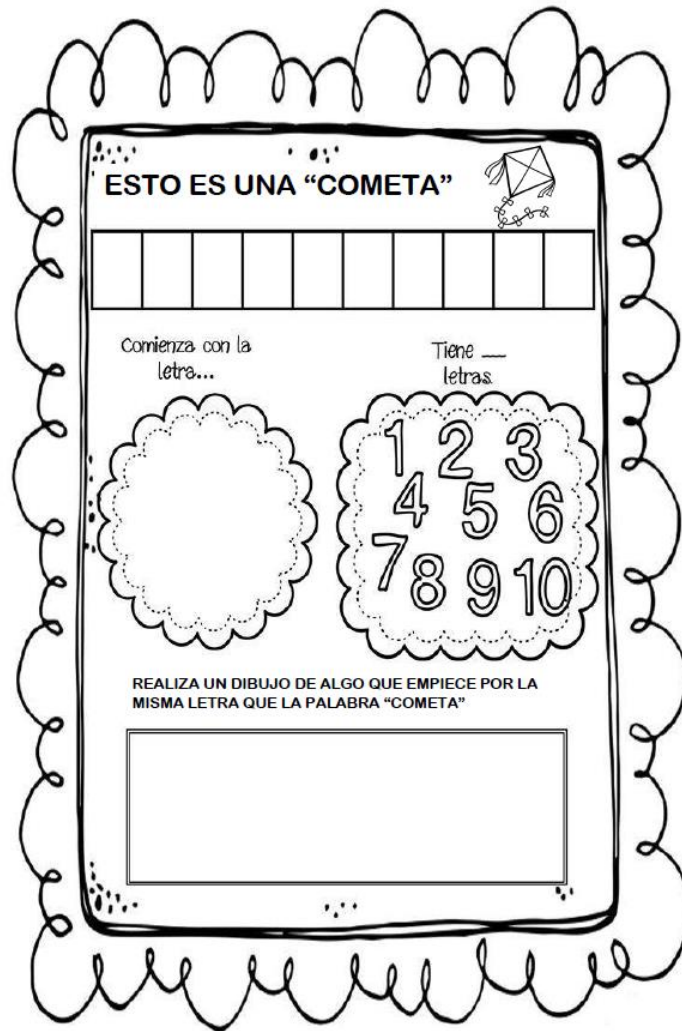 ESTO ES UNA “COMETA”
Comienza con la
letra...
Tiene ___
letras
1 2 3
4 5 6
7 8 9 10
REALIZA UN DIBUJO DE ALGO QUE EMPIECE POR LA
MISMA LETRA QUE LA PALABRA “COMETA”